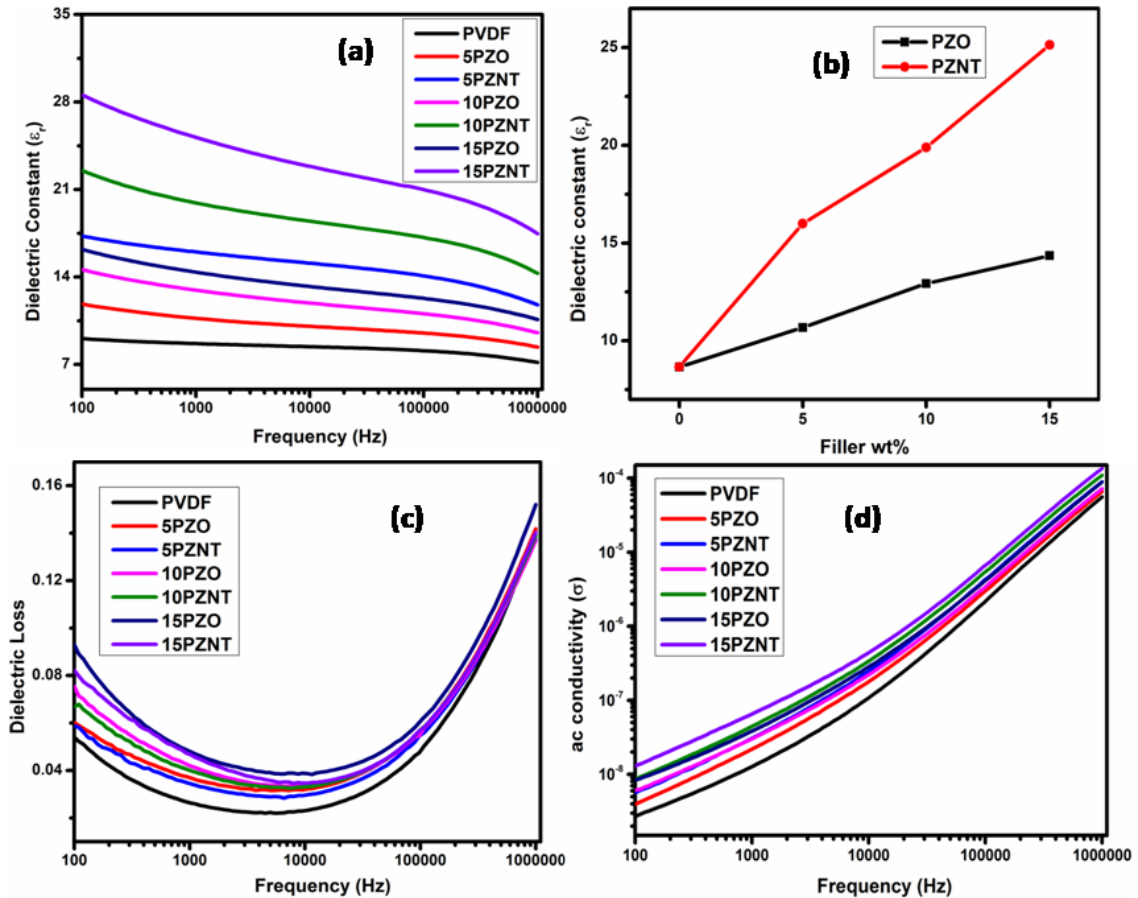 (a)
PVDF
5PZO
5PZNT
10PZO
10PZNT
15PZO
15PZNT
35
28
21
14
7
Dielectric Constant (εr)
100 1000 10000 100000 1000000
Frequency (Hz)
(b)
PZO
PZNT
25
20
15
10
Dielectric constant (εr)
0 5 10 15
Filler wt%
(c)
PVDF
5PZO
5PZNT
10PZO
10PZNT
15PZO
15PZNT
0.16
0.12
0.08
0.04
Dielectric Loss
100 1000 10000 100000 1000000
Frequency (Hz)
(d)
PVDF
5PZO
5PZNT
10PZO
10PZNT
15PZO
15PZNT
10⁻⁴
10⁻⁵
10⁻⁶
10⁻⁷
10⁻⁸
ac conductivity (σ)
100 1000 10000 100000 1000000
Frequency (Hz)